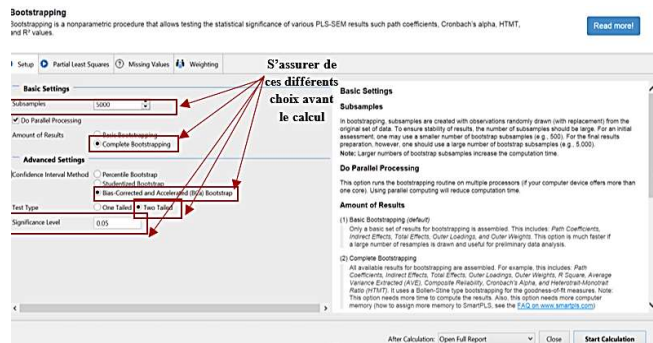 Bootstrapping
Bootstrapping is a nonparametric procedure that allows testing the statistical significance of various PLS-SEM results such path coefficients, Cronbach's alpha, HTMT,
and R² values.
Read more!
Setup
Partial Least Squares
Missing Values
Weighting
S'assurer de
ces différents
choix avant
le calcul
Basic Settings
Subsamples
5000
Do Parallel Processing
Amount of Results
Basic Bootstrapping
Complete Bootstrapping
Advanced Settings
Confidence Interval Method
Percentile Bootstrap
Studentized Bootstrap
Bias-Corrected and Accelerated (BCa) Bootstrap
Test Type
One Tailed
Two Tailed
Significance Level
0.05
Basic Settings
Subsamples
In bootstrapping, subsamples are created with observations randomly drawn (with replacement) from the
original set of data. To ensure stability of results, the number of subsamples should be large. For an initial
assessment, one may use a smaller number of bootstrap subsamples (e.g., 500). For the final results
preparation, however, one should use a large number of bootstrap subsamples (e.g., 5,000).
Note: Larger numbers of bootstrap subsamples increase the computation time.
Do Parallel Processing
This option runs the bootstrapping routine on multiple processors (if your computer device offers more than
one core). Using parallel computing will reduce computation time.
Amount of Results
(1) Basic Bootstrapping (default)
Only a basic set of results for bootstrapping is assembled. This includes: Path Coefficients,
Indirect Effects, Total Effects, Outer Loadings, and Outer Weights. This option is much faster if
a large number of resamples is drawn and useful for preliminary data analysis.
(2) Complete Bootstrapping
All available results for bootstrapping are assembled. For example, this includes: Path
Coefficients, Indirect Effects, Total Effects, Outer Loadings, Outer Weights, R Square, Average
Variance Extracted (AVE), Composite Reliability, Cronbach's Alpha, and Heterotrait-Monotrait
Ratio (HTMT). It uses a Bollen-Stine type bootstrapping for the goodness-of-fit measures. Note:
This option needs more time to compute the results. Also, this option needs more computer
memory (how to assign more memory to SmartPLS, see the FAQ on www.smartpls.com)
After Calculation:
Open Full Report
Close
Start Calculation